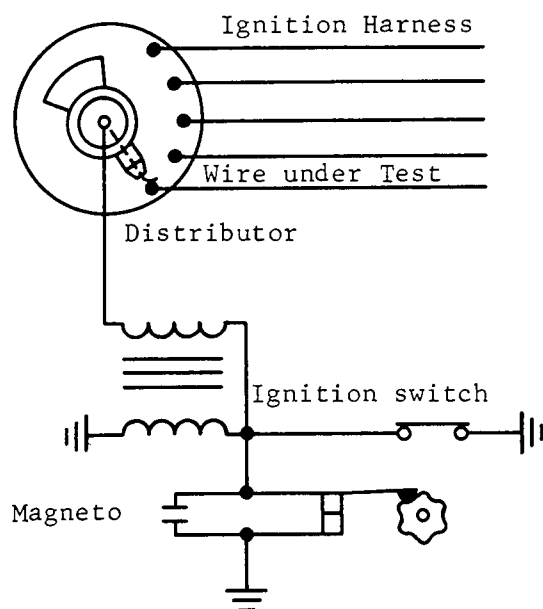 Ignition Harness
Wire under Test
Distributor
Ignition switch
Magneto